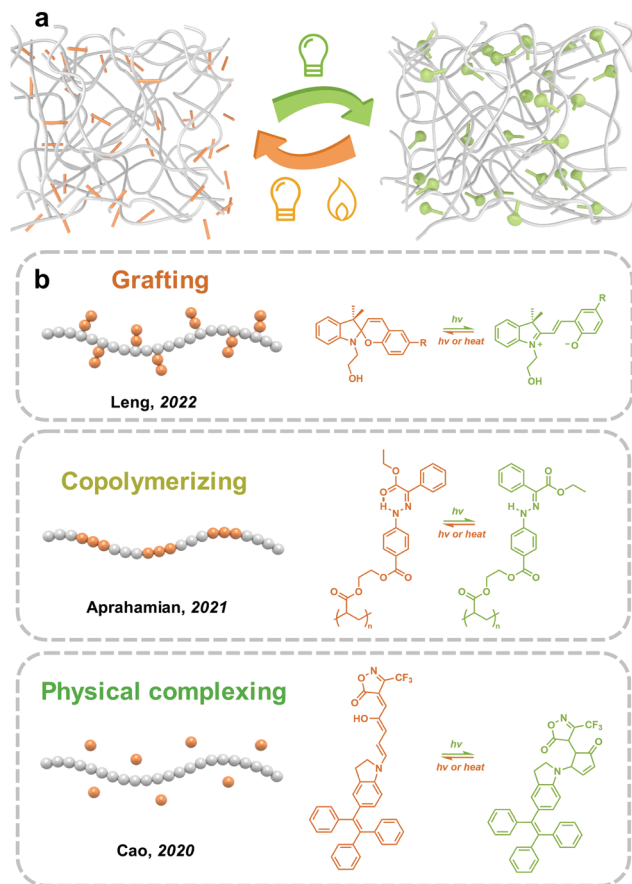 a
b
Grafting
N
O
R
OH
hν
hν or heat
R
N+
O
−
OH
Leng, 2022
Copolymerizing
O
O
H
N
N
O
O
O
O
n
hν
hν or heat
O
O
H
N
N
O
O
O
O
n
Aprahamian, 2021
Physical complexing
O
N
CF3
O
HO
N
hν
hν or heat
O
N
CF3
O
O
N
Cao, 2020